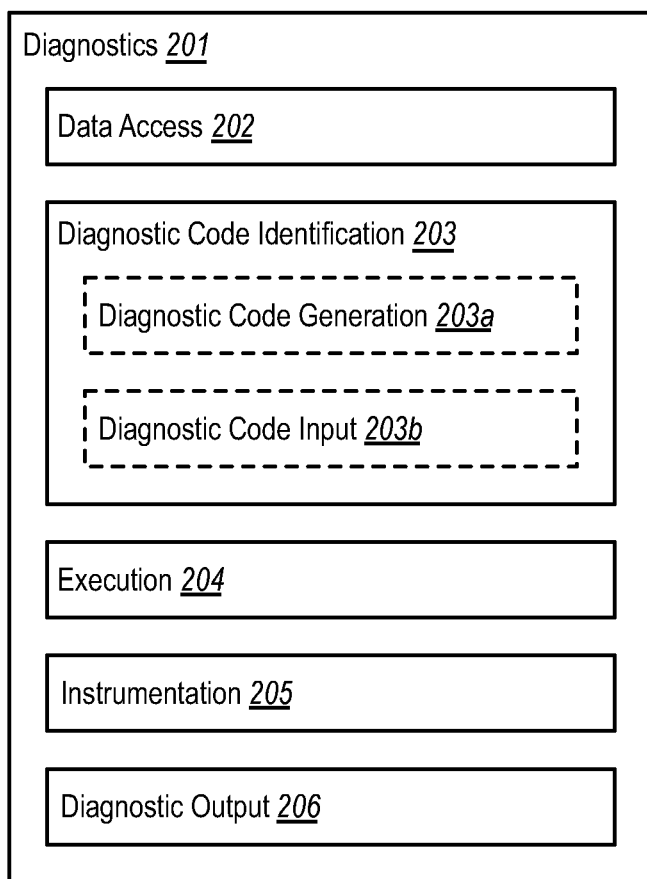 Diagnostics 201
Data Access 202
Diagnostic Code Identification 203
Diagnostic Code Generation 203a
Diagnostic Code Input 203b
Execution 204
Instrumentation 205
Diagnostic Output 206